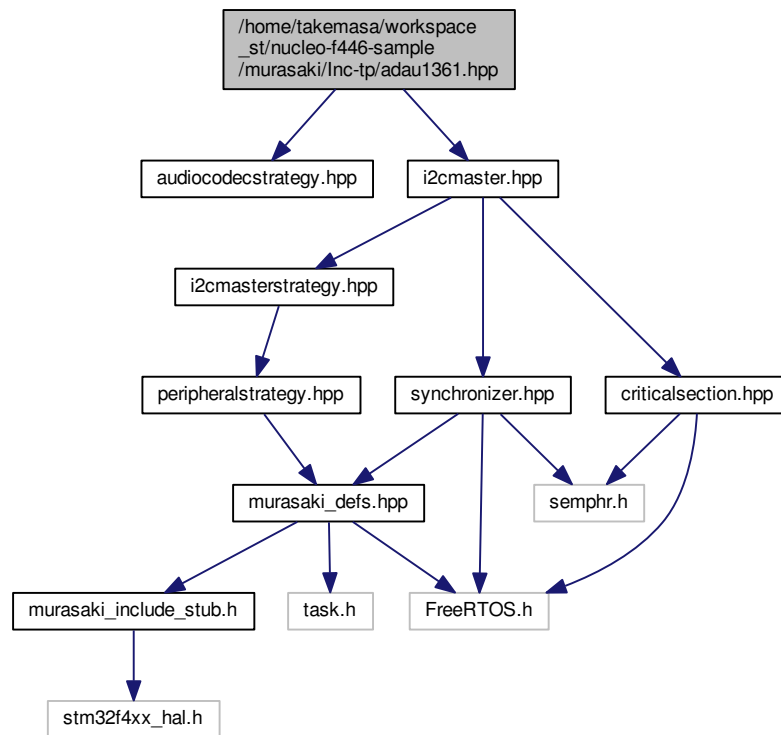 /home/takemasa/workspace
_st/nucleo-f446-sample
/murasaki/Inc-tp/adau1361.hpp
audiocodecstrategy.hpp
i2cmaster.hpp
i2cmasterstrategy.hpp
peripheralstrategy.hpp
synchronizer.hpp
criticalsection.hpp
murasaki_defs.hpp
semphr.h
murasaki_include_stub.h
task.h
FreeRTOS.h
stm32f4xx_hal.h